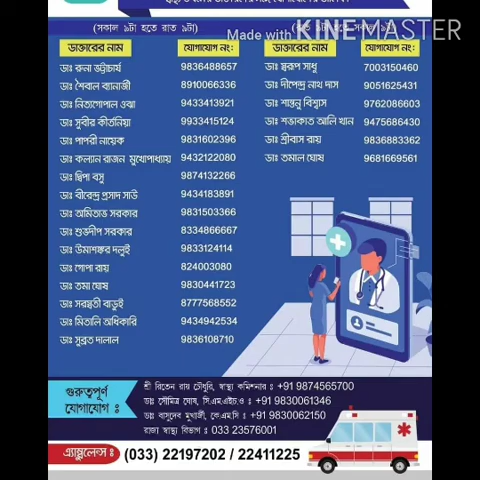 (সকাল ৯টা হতে রাত ৯টা)
ডাক্তারের নাম যোগাযোগ নং:
ডাঃ রুনা ভট্টাচার্য 9836488657
ডাঃ শৈবাল ব্যানার্জী 8910066336
ডাঃ নিত্যগোপাল ওঝা 9433413921
ডাঃ সুবীর কীর্তনিয়া 9933415124
ডাঃ পাপরী নায়েক 9831602396
ডাঃ কল্যান রাজন মুখোপাধ্যায় 9432122080
ডাঃ দ্বিপা বসু 9874132266
ডাঃ বীরেন্দ্র প্রসাদ সাউ 9434183891
ডাঃ অমিতাভ সরকার 9831503366
ডাঃ শুভদীপ সরকার 8334866667
ডাঃ উমাশঙ্কর দলুই 9833124114
ডাঃ গোপা রায় 824003080
ডাঃ তমা ঘোষ 9830441723
ডাঃ সরস্বতী বাড়ুই 8777568552
ডাঃ মিতালি অধিকারি 9434942534
ডাঃ সুব্রত দালাল 9836108710
রাত ৯টা)
Made with KINEMASTER
ডাক্তারের নাম যোগাযোগ নং:
ডাঃ স্বরূপ সাধু 7003150460
ডাঃ দীপেন্দ্র নাথ দাস 9051625431
ডাঃ শান্তনু বিশ্বাস 9762086603
ডাঃ শওকাত আলি খান 9475686430
ডাঃ শ্রীবাস রায় 9836883362
ডাঃ তমাল ঘোষ 9681669561
গুরুত্বপূর্ণ
যোগাযোগ ঃ
শ্রী রিতেন রায় চৌধুরি, স্বাস্থ্য কমিশনার ঃ +91 9874565700
ডাঃ সৌমিত্র ঘোষ, সি.এমএইচ.ও ঃ +91 9830061346
ডাঃ বাসুদেব মুখার্জী, কে.এম.সি ঃ +91 9830062150
রাজ্য স্বাস্থ্য বিভাগ ঃ 033 23576001
এ্যাম্বুলেন্স ঃ (033) 22197202 / 22411225